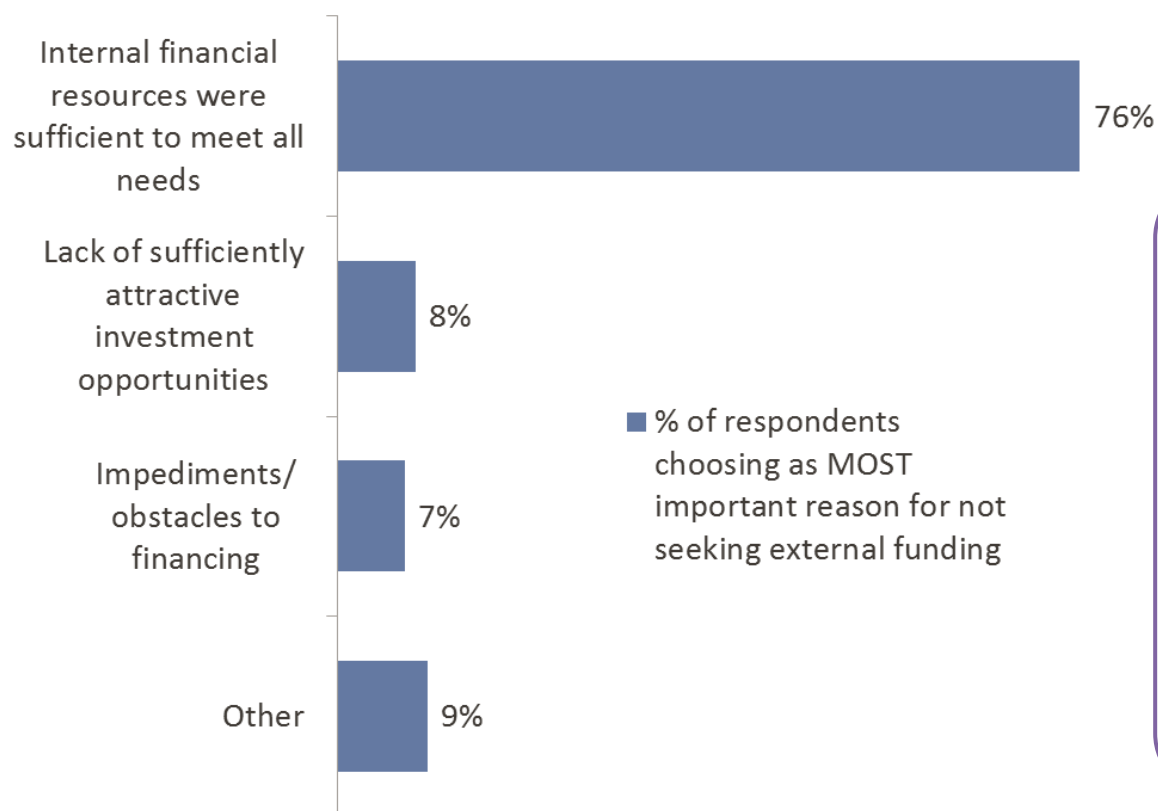 Internal financial
resources were
sufficient to meet all
needs
76%
Lack of sufficiently
attractive
investment
opportunities
8%
Impediments/
obstacles to
financing
7%
Other
9%
% of respondents
choosing as MOST
important reason for not
seeking external funding